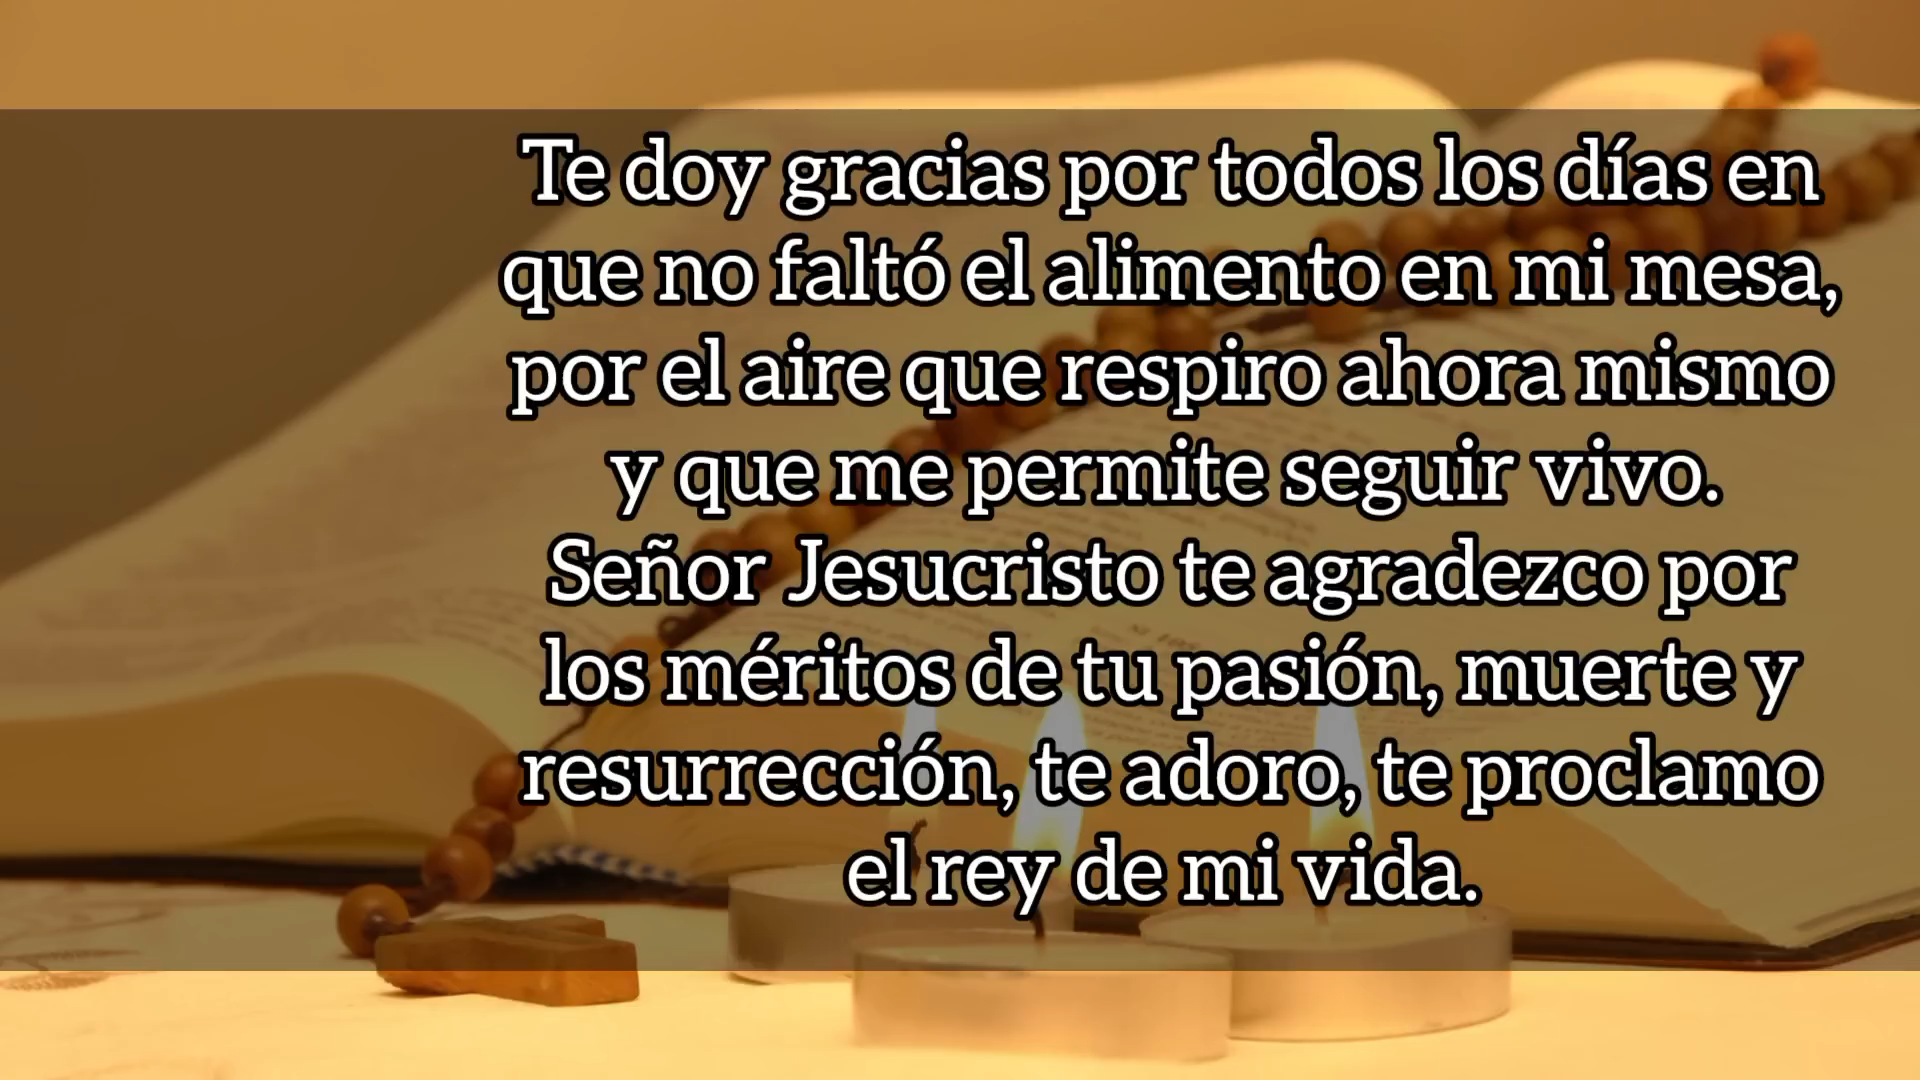 Te doy gracias por todos los días en
que no faltó el alimento en mi mesa,
por el aire que respiro ahora mismo
y que me permite seguir vivo.
Señor Jesucristo te agradezco por
los méritos de tu pasión, muerte y
resurrección, te adoro, te proclamo
el rey de mi vida.